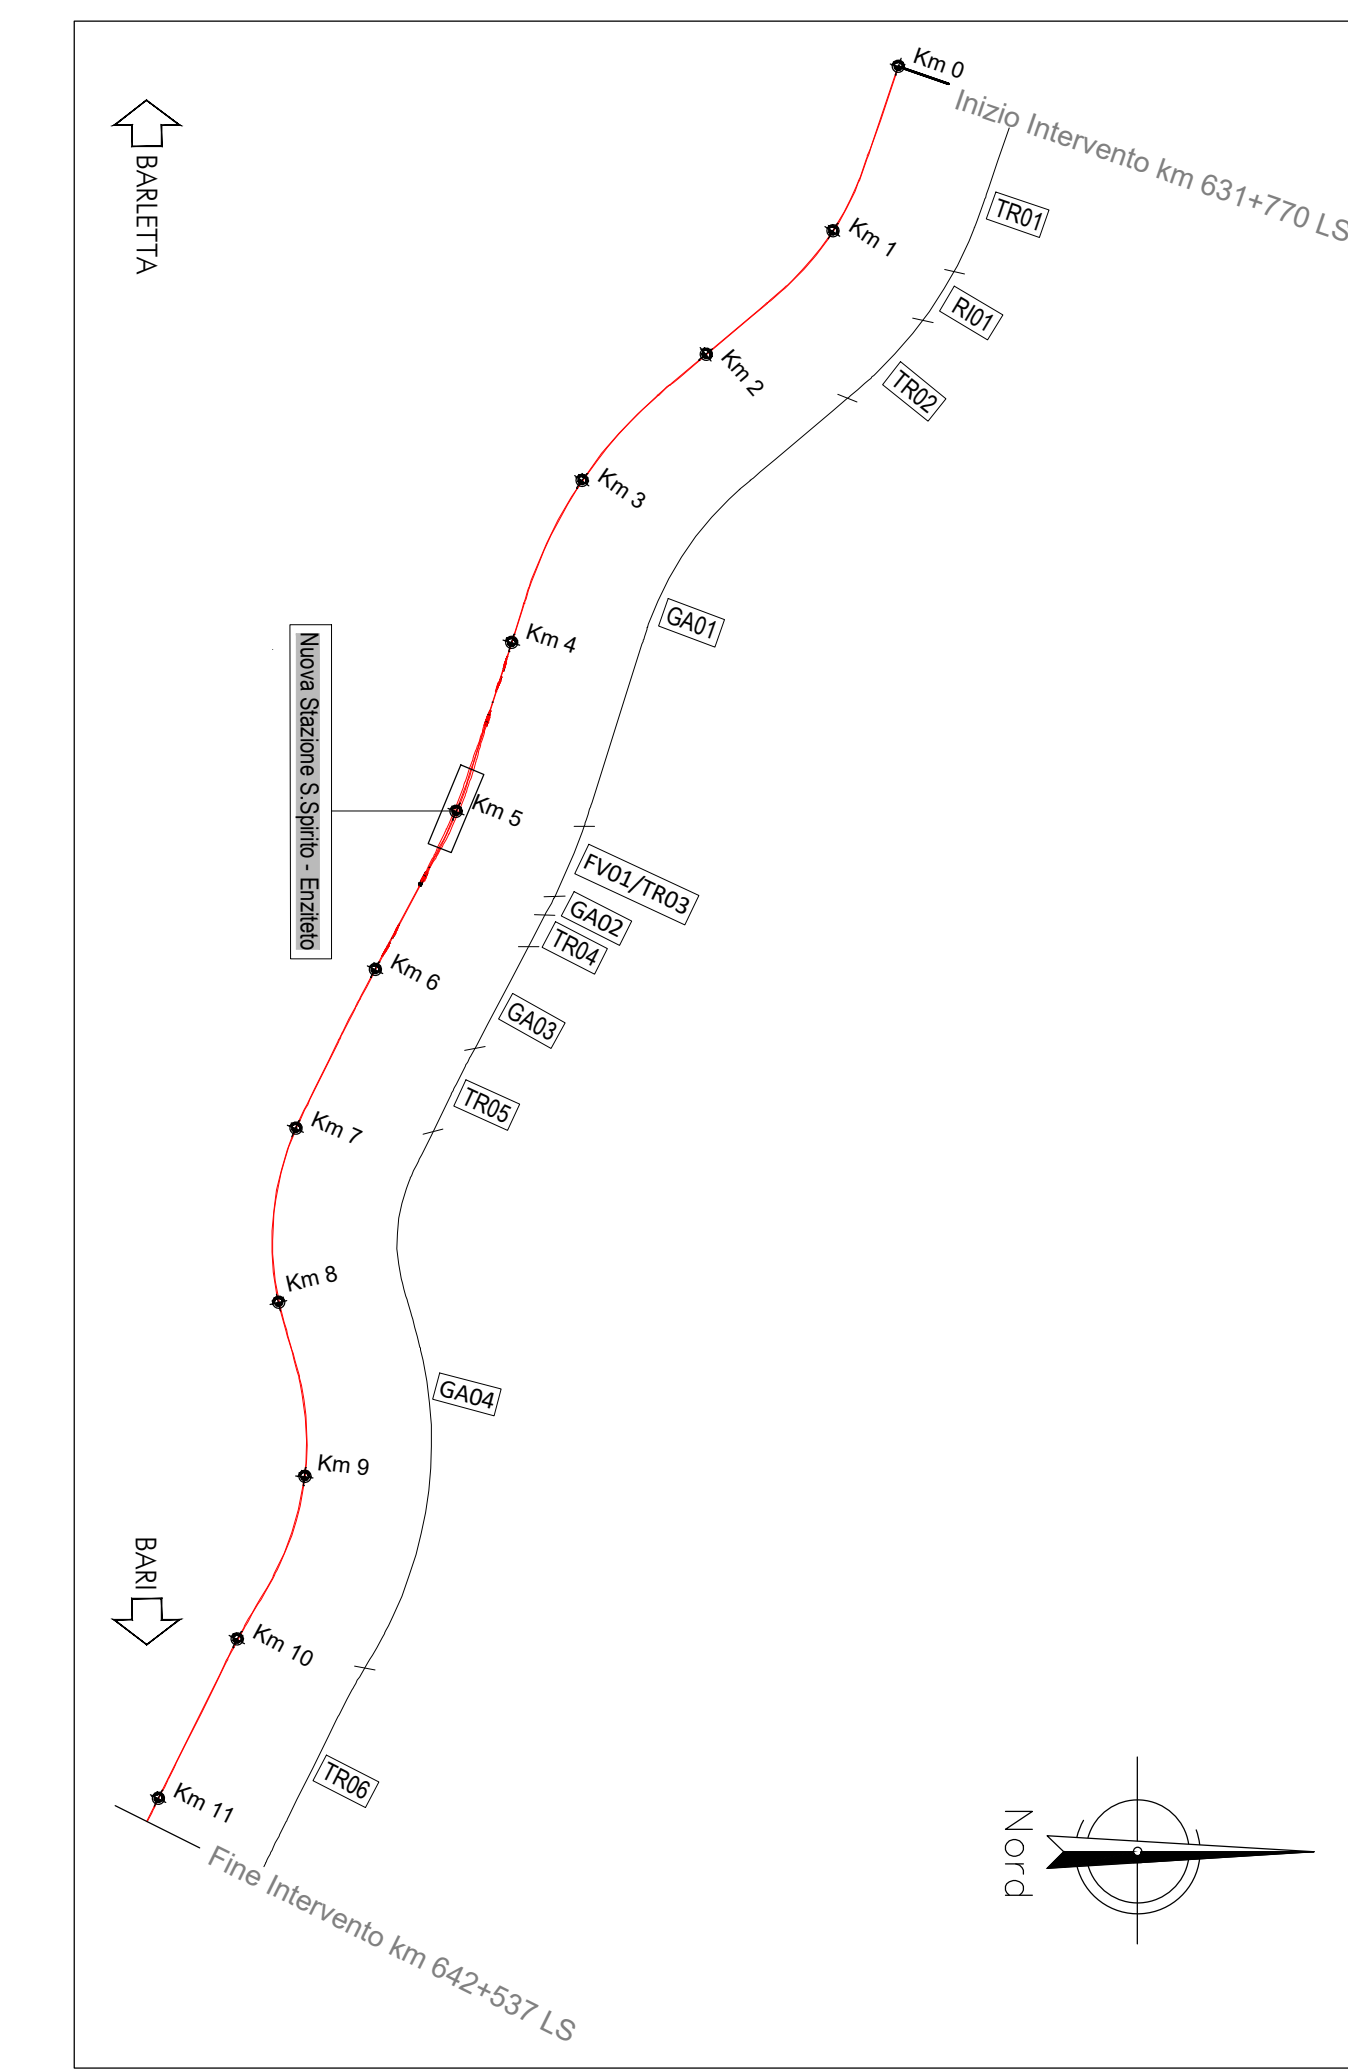 Km 0
Inizio Intervento km 631+770 LS
BARLETTA
TR01
Km 1
RI01
Km 2
TR02
Km 3
GA01
Km 4
Nuova Stazione S.Spirito - Enziteto
Km 5
FV01/TR03
GA02
TR04
Km 6
GA03
TR05
Km 7
Km 8
GA04
Km 9
BARI
Km 10
TR06
Km 11
Nord
Fine Intervento km 642+537 LS